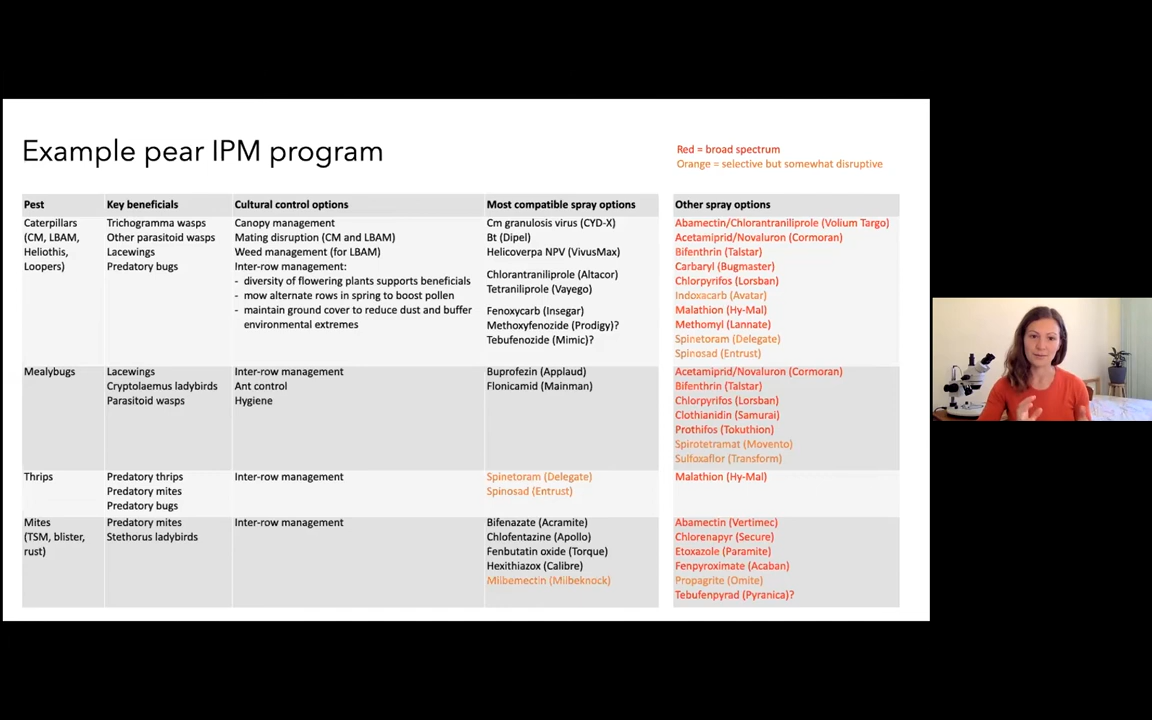 Example pear IPM program
Red = broad spectrum
Orange = selective but somewhat disruptive
Pest
Key beneficials
Cultural control options
Most compatible spray options
Other spray options
Caterpillars
(CM, LBAM,
Heliothis,
Loopers)
Trichogramma wasps
Other parasitoid wasps
Lacewings
Predatory bugs
Canopy management
Mating disruption (CM and LBAM)
Weed management (for LBAM)
Inter-row management:
- diversity of flowering plants supports beneficials
- mow alternate rows in spring to boost pollen
- maintain ground cover to reduce dust and buffer
environmental extremes
Cm granulosis virus (CYD-X)
Bt (Dipel)
Helicoverpa NPV (VivusMax)
Chlorantraniliprole (Altacor)
Tetraniliprole (Vayego)
Fenoxycarb (Insegar)
Methoxyfenozide (Prodigy)?
Tebufenozide (Mimic)?
Abamectin/Chlorantraniliprole (Volium Targo)
Acetamiprid/Novaluron (Cormoran)
Bifenthrin (Talstar)
Carbaryl (Bugmaster)
Chlorpyrifos (Lorsban)
Indoxacarb (Avatar)
Malathion (Hy-Mal)
Methomyl (Lannate)
Spinetoram (Delegate)
Spinosad (Entrust)
Mealybugs
Lacewings
Cryptolaemus ladybirds
Parasitoid wasps
Inter-row management
Ant control
Hygiene
Buprofezin (Applaud)
Flonicamid (Mainman)
Acetamiprid/Novaluron (Cormoran)
Bifenthrin (Talstar)
Chlorpyrifos (Lorsban)
Clothianidin (Samurai)
Prothifos (Tokuthion)
Spirotetramat (Movento)
Sulfoxaflor (Transform)
Thrips
Predatory thrips
Predatory mites
Predatory bugs
Inter-row management
Spinetoram (Delegate)
Spinosad (Entrust)
Malathion (Hy-Mal)
Mites
(TSM, blister,
rust)
Predatory mites
Stethorus ladybirds
Inter-row management
Bifenazate (Acramite)
Chlofentazine (Apollo)
Fenbutatin oxide (Torque)
Hexithiazox (Calibre)
Milbemectin (Milbeknock)
Abamectin (Vertimec)
Chlorenapyr (Secure)
Etoxazole (Paramite)
Fenpyroximate (Acaban)
Propagrite (Omite)
Tebufenpyrad (Pyranica)?